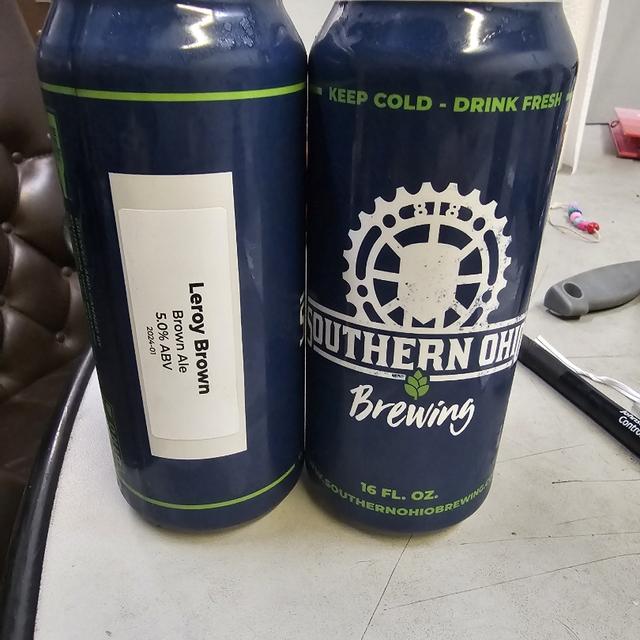 Leroy Brown
Brown Ale
5.0% ABV
2024-01
KEEP COLD - DRINK FRESH
818
SOUTHERN OHI
Brewing
16 FL. OZ.
SOUTHERNOHIOBREWING